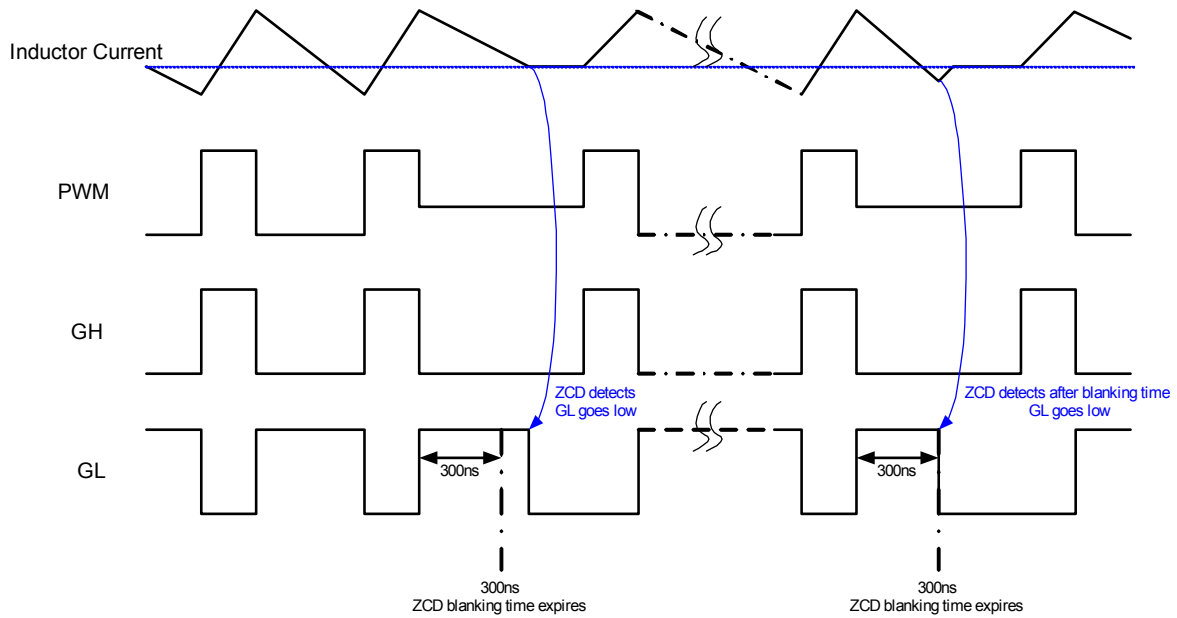 Inductor Current
PWM
GH
ZCD detects
GL goes low
ZCD detects after blanking time
GL goes low
GL
300ns
300ns
300ns
ZCD blanking time expires
300ns
ZCD blanking time expires